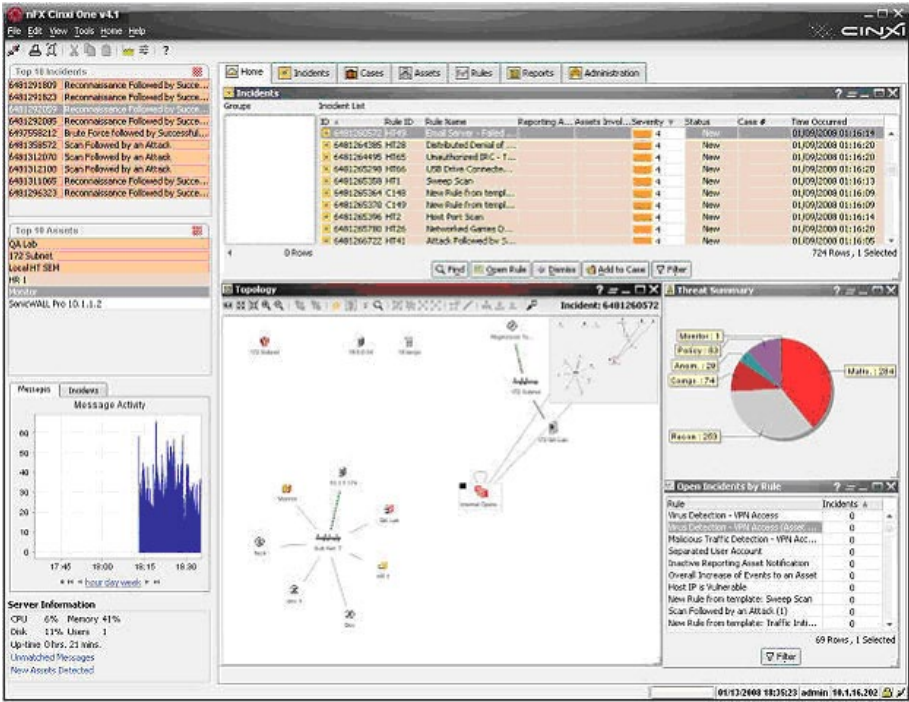 nFX Cinxi One v4.1
File Edit View Tools Home Help
CINXI
Top 10 Incidents
6481291809 Reconnaissance Followed by Succe...
6481291823 Reconnaissance Followed by Succe...
6481292059 Reconnaissance Followed by Succe...
6481292085 Reconnaissance Followed by Succe...
6497558212 Brute Force followed by Successful...
6481358572 Scan Followed by an Attack
6481312070 Scan Followed by an Attack
6481312100 Scan Followed by an Attack
6481311065 Reconnaissance Followed by Succe...
6481296323 Reconnaissance Followed by Succe...
Top 10 Assets
QA Lab
172 Subnet
Local HT SEM
HR 1
Monitor
SonicWALL Pro 10.1.1.2
Messages Incidents
Message Activity
60
50
40
30
20
10
0
17:45 18:00 18:15 18:30
hour day week
Server Information
CPU 6% Memory 41%
Disk 11% Users 1
Up-time 0 hrs. 21 mins.
Unmatched Messages
New Assets Detected
Home Incidents Cases Assets Rules Reports Administration
Incidents
Groups Incident List
ID Rule ID Rule Name Reporting A... Assets Invol... Severity Status Case # Time Occurred
6481260572 HT49 Email Server - Failed ... 4 New 01/09/2008 01:16:14
6481264385 HT28 Distributed Denial of ... 4 New 01/09/2008 01:16:20
6481264495 HT65 Unauthorized IRC - T... 4 New 01/09/2008 01:16:20
6481265298 HT66 USB Drive Connecte... 4 New 01/09/2008 01:16:20
6481265358 HT1 Sweep Scan 4 New 01/09/2008 01:16:13
6481265364 C148 New Rule from templ... 4 New 01/09/2008 01:16:09
6481265370 C149 New Rule from templ... 4 New 01/09/2008 01:16:09
6481265396 HT2 Host Port Scan 4 New 01/09/2008 01:16:14
6481265780 HT26 Networked Games D... 4 New 01/09/2008 01:16:20
6481266722 HT41 Attack Followed by S... 4 New 01/09/2008 01:16:05
0 Rows 724 Rows, 1 Selected
Find Open Rule Dismiss Add to Case Filter
Topology
Incident: 6481260572
172 Subnet
172 Subnet
Internal Opens
Monitor
QA Lab
HR 1
Threat Summary
Monitor : 1
Policy : 83
Anom. : 20
Compr. : 74
Malic. : 284
Recon : 263
Open Incidents by Rule
Rule Incidents
Virus Detection - VPN Access 0
Virus Detection - VPN Access (Asset ... 0
Malicious Traffic Detection - VPN Acc... 0
Separated User Account 0
Inactive Reporting Asset Notification 0
Overall Increase of Events to an Asset 0
Host IP is Vulnerable 0
New Rule from template: Sweep Scan 0
Scan Followed by an Attack (1) 0
New Rule from template: Traffic Initi... 0
69 Rows, 1 Selected
Filter
01/13/2008 18:35:23 admin 10.1.16.202